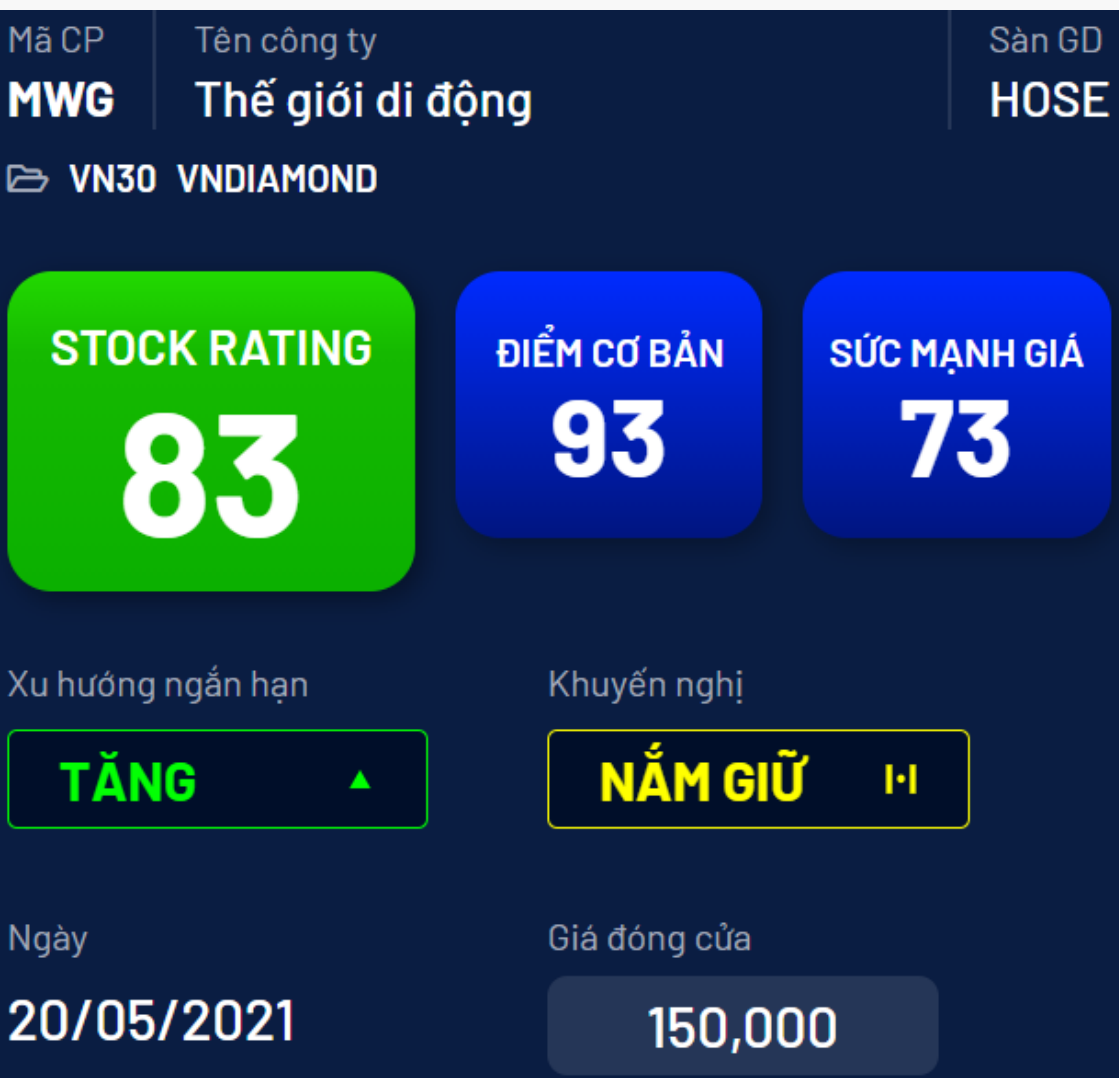 Mã CP Tên công ty Sàn GD
MWG Thế giới di động HOSE
VN30 VNDIAMOND
STOCK RATING
83
ĐIỂM CƠ BẢN
93
SỨC MẠNH GIÁ
73
Xu hướng ngắn hạn Khuyến nghị
TĂNG NẮM GIỮ
Ngày Giá đóng cửa
20/05/2021 150,000